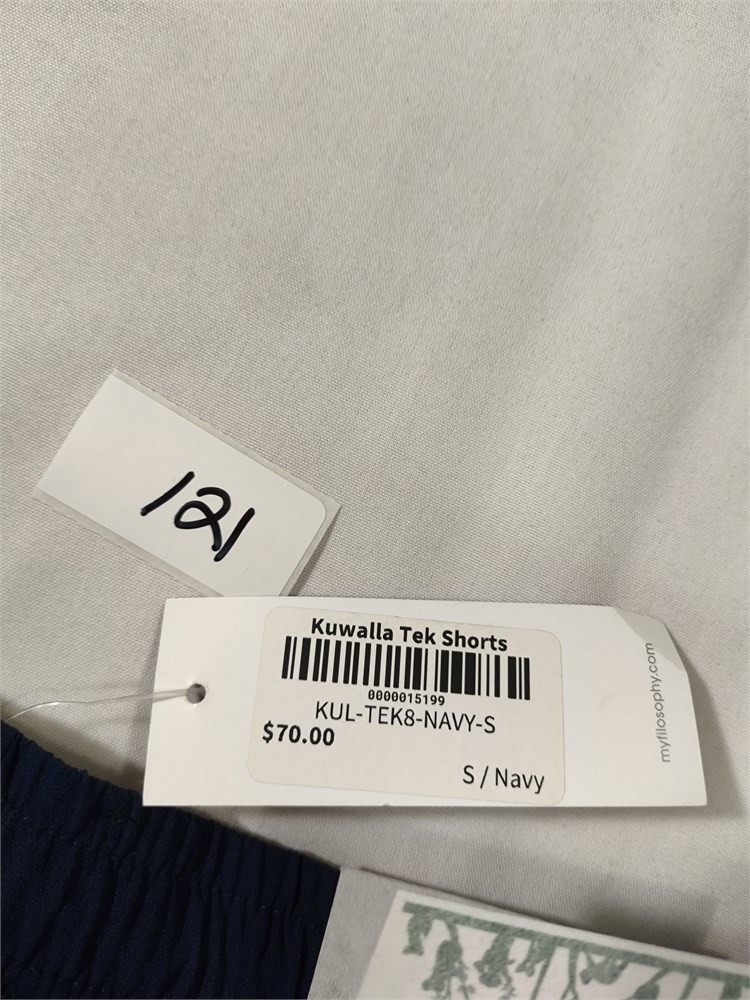 121
Kuwalla Tek Shorts
0000015199
KUL-TEK8-NAVY-S
$70.00
S / Navy
myfilosophy.com